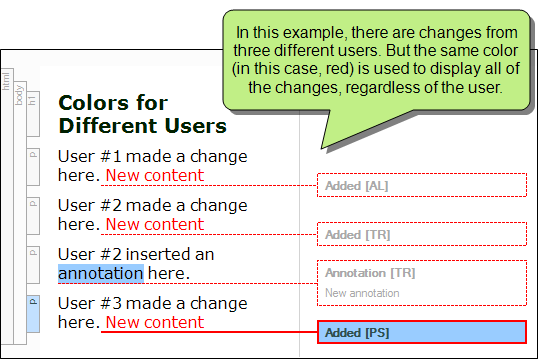 In this example, there are changes from
three different users. But the same color
(in this case, red) is used to display all of
the changes, regardless of the user.
html
body
h1
Colors for
Different Users
p
User #1 made a change
here. New content
Added [AL]
p
User #2 made a change
here. New content
Added [TR]
p
User #2 inserted an
annotation here.
Annotation [TR]
New annotation
p
User #3 made a change
here. New content
Added [PS]